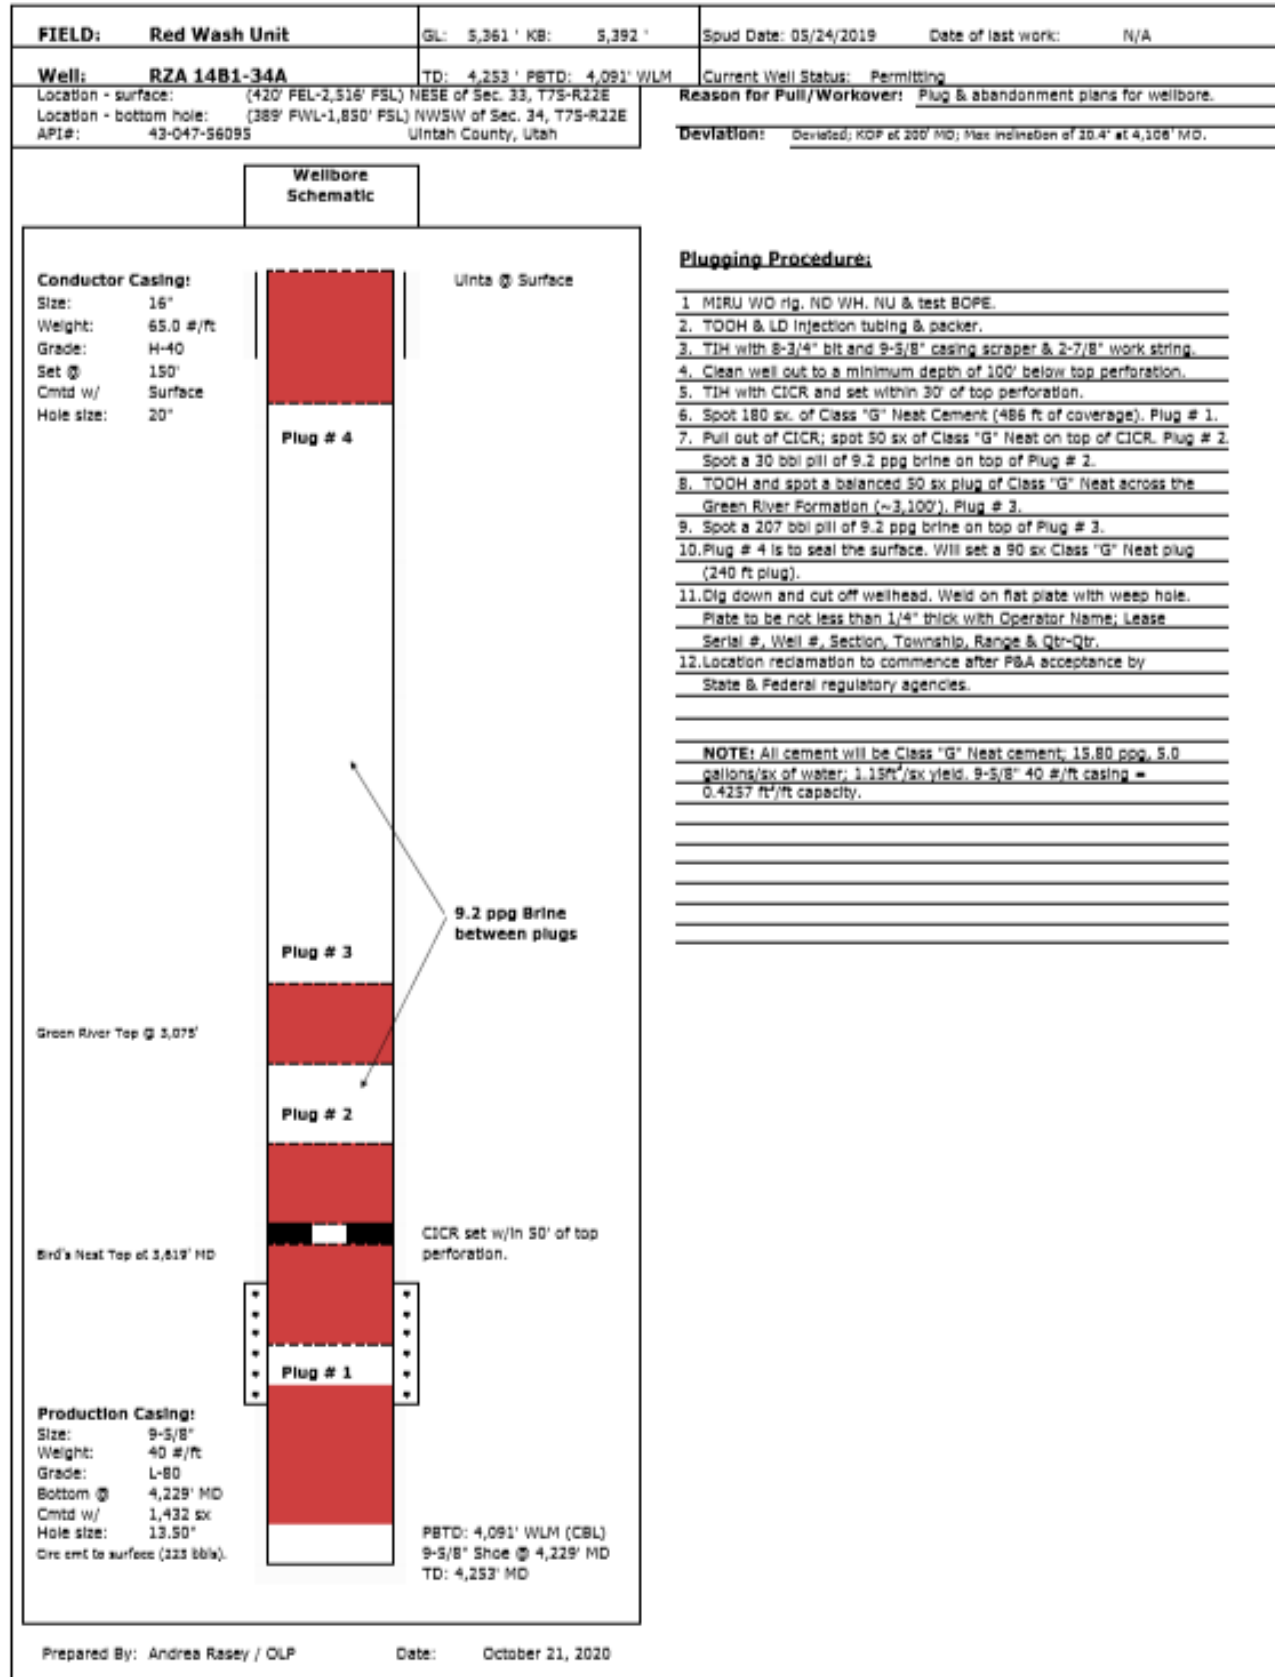 FIELD: Red Wash Unit GL: 5,361 ' KB: 5,392 ' Spud Date: 05/24/2019 Date of last work: N/A
Well: RZA 14B1-34A TD: 4,253 ' PBTD: 4,091' WLM Current Well Status: Permitting
Location - surface: (420' FEL-2,516' FSL) NESE of Sec. 33, T7S-R22E Reason for Pull/Workover: Plug & abandonment plans for wellbore.
Location - bottom hole: (389' FWL-1,850' FSL) NWSW of Sec. 34, T7S-R22E
API#: 43-047-56095 Uintah County, Utah Deviation: Deviated; KOP at 200' MD; Max inclination of 20.4° at 4,106' MD.
Wellbore
Schematic
Conductor Casing:
Size: 16"
Weight: 65.0 #/ft
Grade: H-40
Set @ 150'
Cmtd w/ Surface
Hole size: 20"
Uinta @ Surface
Plug # 4
9.2 ppg Brine
between plugs
Plug # 3
Green River Top @ 3,075'
Plug # 2
CICR set w/in 50' of top
perforation.
Bird's Nest Top at 3,619' MD
Plug # 1
Production Casing:
Size: 9-5/8"
Weight: 40 #/ft
Grade: L-80
Bottom @ 4,229' MD
Cmtd w/ 1,432 sx
Hole size: 13.50"
Circ cmt to surface (223 bbls).
PBTD: 4,091' WLM (CBL)
9-5/8" Shoe @ 4,229' MD
TD: 4,253' MD
Plugging Procedure:
1 MIRU WO rig. ND WH. NU & test BOPE.
2. TOOH & LD injection tubing & packer.
3. TIH with 8-3/4" bit and 9-5/8" casing scraper & 2-7/8" work string.
4. Clean well out to a minimum depth of 100' below top perforation.
5. TIH with CICR and set within 30' of top perforation.
6. Spot 180 sx. of Class "G" Neat Cement (486 ft of coverage). Plug # 1.
7. Pull out of CICR; spot 50 sx of Class "G" Neat on top of CICR. Plug # 2.
Spot a 30 bbl pill of 9.2 ppg brine on top of Plug # 2.
8. TOOH and spot a balanced 50 sx plug of Class "G" Neat across the
Green River Formation (~3,100'). Plug # 3.
9. Spot a 207 bbl pill of 9.2 ppg brine on top of Plug # 3.
10.Plug # 4 is to seal the surface. Will set a 90 sx Class "G" Neat plug
(240 ft plug).
11.Dig down and cut off wellhead. Weld on flat plate with weep hole.
Plate to be not less than 1/4" thick with Operator Name; Lease
Serial #, Well #, Section, Township, Range & Qtr-Qtr.
12.Location reclamation to commence after P&A acceptance by
State & Federal regulatory agencies.
NOTE: All cement will be Class "G" Neat cement; 15.80 ppg, 5.0
gallons/sx of water; 1.15ft³/sx yield. 9-5/8" 40 #/ft casing =
0.4257 ft³/ft capacity.
Prepared By: Andrea Rasey / OLP Date: October 21, 2020